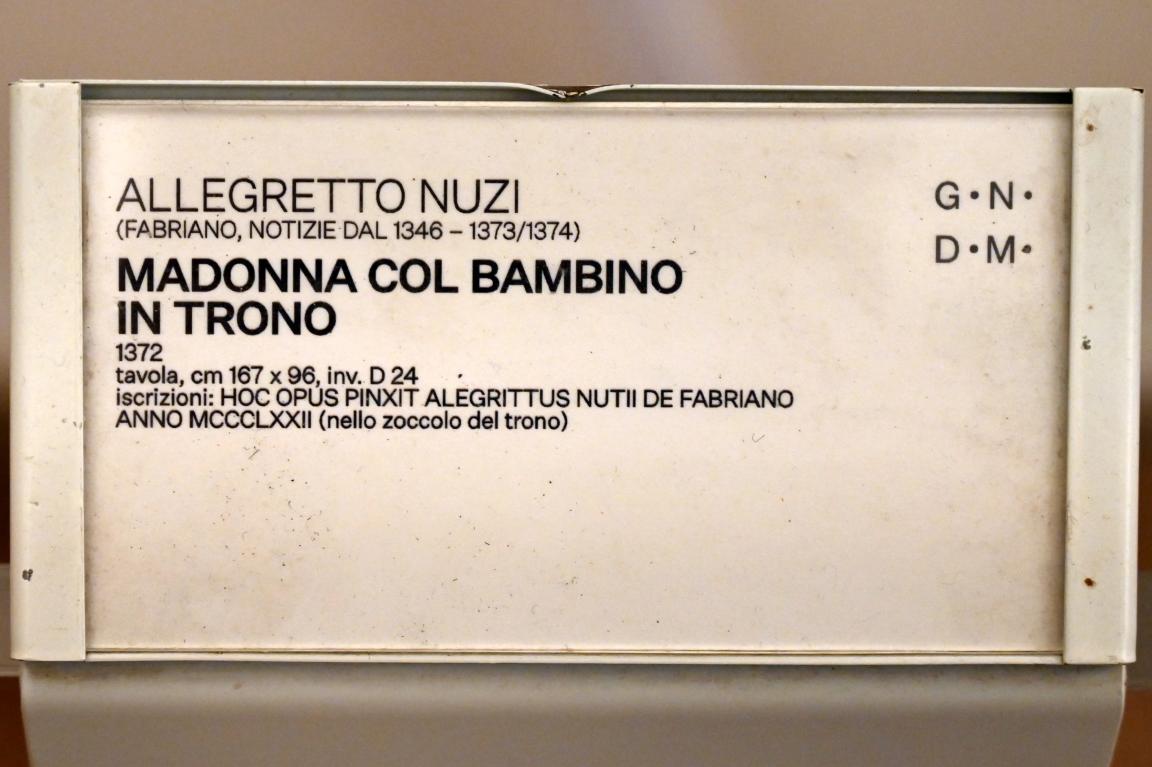 ALLEGRETTO NUZI
(FABRIANO, NOTIZIE DAL 1346 – 1373/1374)
MADONNA COL BAMBINO
IN TRONO
1372
tavola, cm 167 x 96, inv. D 24
iscrizioni: HOC OPUS PINXIT ALEGRITTUS NUTII DE FABRIANO
ANNO MCCCLXXII (nello zoccolo del trono)
G•N•
D•M•